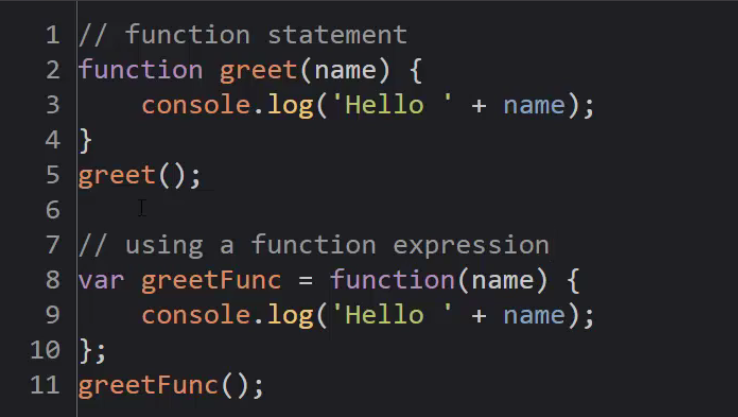 1 // function statement
2 function greet(name) {
3     console.log('Hello ' + name);
4 }
5 greet();
6
7 // using a function expression
8 var greetFunc = function(name) {
9     console.log('Hello ' + name);
10 };
11 greetFunc();